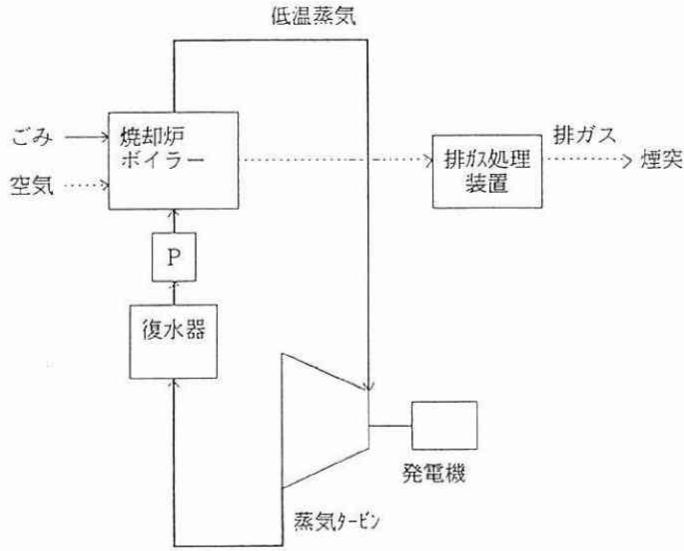 低温蒸気
ごみ
焼却炉
ボイラー
空気
排ガス処理
装置
排ガス
煙突
P
復水器
発電機
蒸気タービン